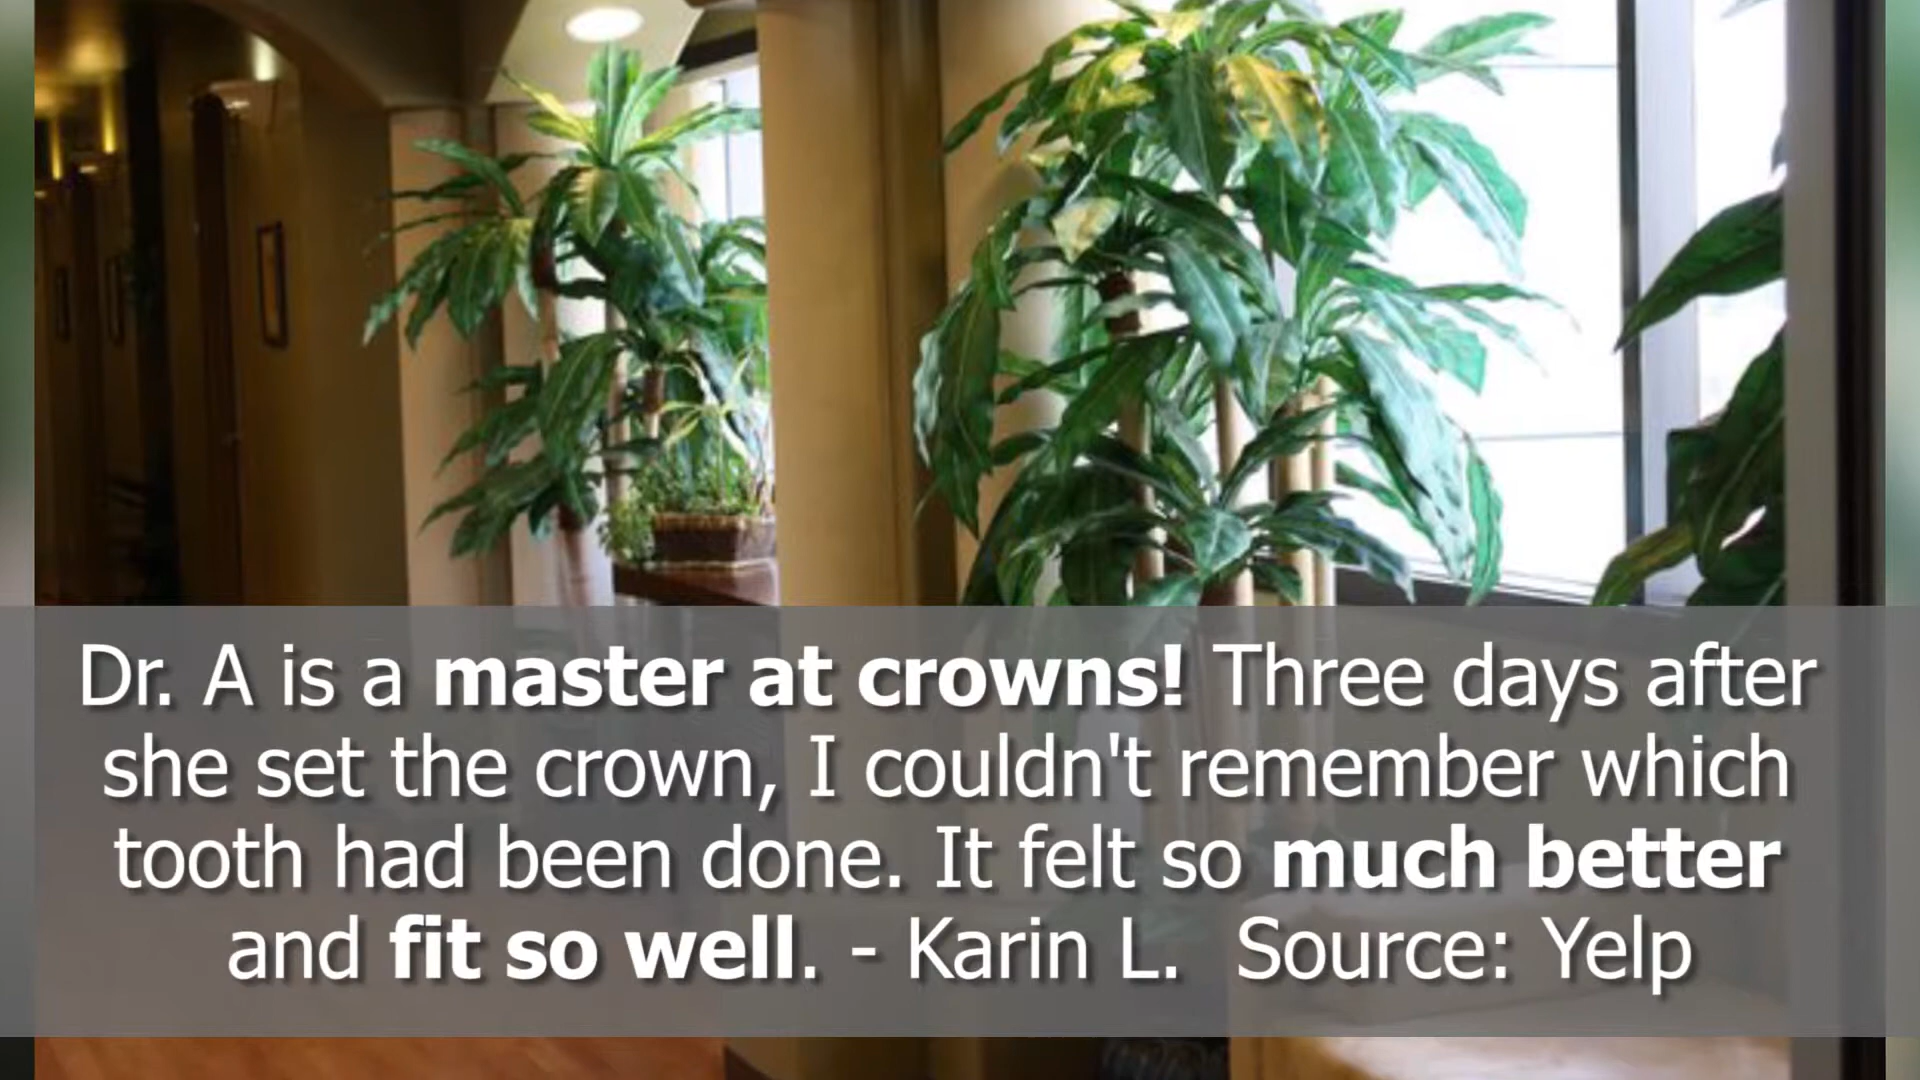 Dr. A is a master at crowns! Three days after
she set the crown, I couldn't remember which
tooth had been done. It felt so much better
and fit so well. - Karin L.  Source: Yelp